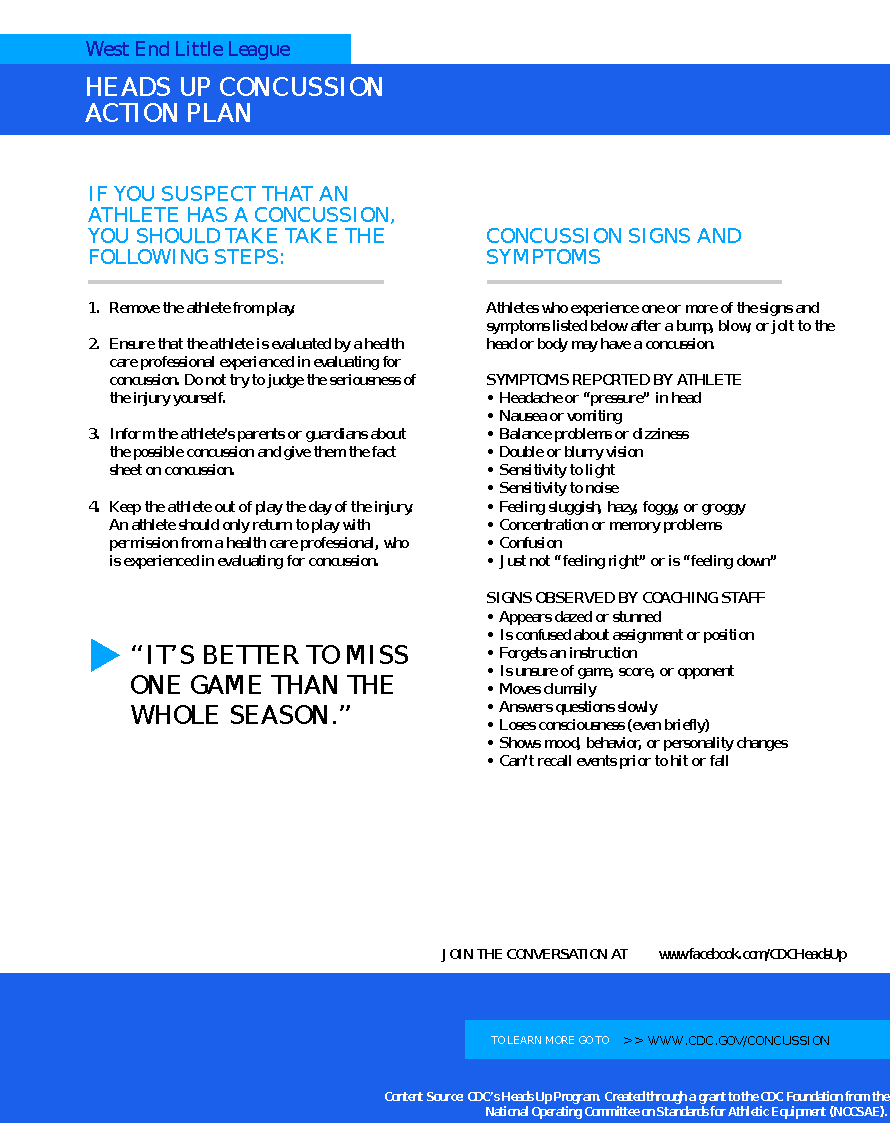 West End Little League
HEADS UP CONCUSSION
ACTION PLAN
IF YOU SUSPECT THAT AN
ATHLETE HAS A CONCUSSION,
YOU SHOULD TAKE TAKE THE
FOLLOWING STEPS:
1. Remove the athlete from play.
2. Ensure that the athlete is evaluated by a health
care professional experienced in evaluating for
concussion. Do not try to judge the seriousness of
the injury yourself.
3. Inform the athlete's parents or guardians about
the possible concussion and give them the fact
sheet on concussion.
4. Keep the athlete out of play the day of the injury.
An athlete should only return to play with
permission from a health care professional, who
is experienced in evaluating for concussion.
“IT’S BETTER TO MISS
ONE GAME THAN THE
WHOLE SEASON.”
CONCUSSION SIGNS AND
SYMPTOMS
Athletes who experience one or more of the signs and
symptoms listed below after a bump, blow, or jolt to the
head or body may have a concussion.
SYMPTOMS REPORTED BY ATHLETE
• Headache or “pressure” in head
• Nausea or vomiting
• Balance problems or dizziness
• Double or blurry vision
• Sensitivity to light
• Sensitivity to noise
• Feeling sluggish, hazy, foggy, or groggy
• Concentration or memory problems
• Confusion
• Just not “feeling right” or is “feeling down”
SIGNS OBSERVED BY COACHING STAFF
• Appears dazed or stunned
• Is confused about assignment or position
• Forgets an instruction
• Is unsure of game, score, or opponent
• Moves clumsily
• Answers questions slowly
• Loses consciousness (even briefly)
• Shows mood, behavior, or personality changes
• Can’t recall events prior to hit or fall
JOIN THE CONVERSATION AT www.facebook.com/CDCHeadsUp
TO LEARN MORE GO TO >> WWW.CDC.GOV/CONCUSSION
Content Source: CDC’s Heads Up Program. Created through a grant to the CDC Foundation from the
National Operating Committee on Standards for Athletic Equipment (NOCSAE).